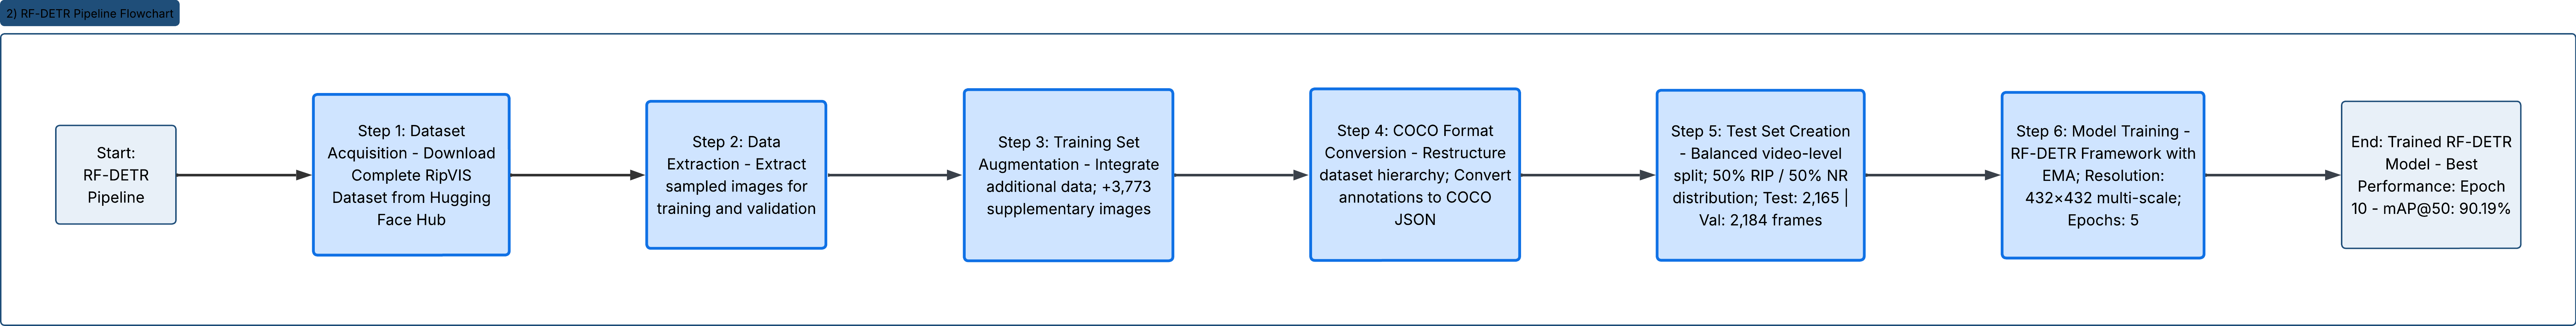 2) RF-DETR Pipeline Flowchart
Start:
RF-DETR
Pipeline
Step 1: Dataset
Acquisition - Download
Complete RipVIS
Dataset from Hugging
Face Hub
Step 2: Data
Extraction - Extract
sampled images for
training and validation
Step 3: Training Set
Augmentation - Integrate
additional data; +3,773
supplementary images
Step 4: COCO Format
Conversion - Restructure
dataset hierarchy; Convert
annotations to COCO
JSON
Step 5: Test Set Creation
- Balanced video-level
split; 50% RIP / 50% NR
distribution; Test: 2,165 |
Val: 2,184 frames
Step 6: Model Training -
RF-DETR Framework with
EMA; Resolution:
432×432 multi-scale;
Epochs: 5
End: Trained RF-DETR
Model - Best
Performance: Epoch
10 - mAP@50: 90.19%